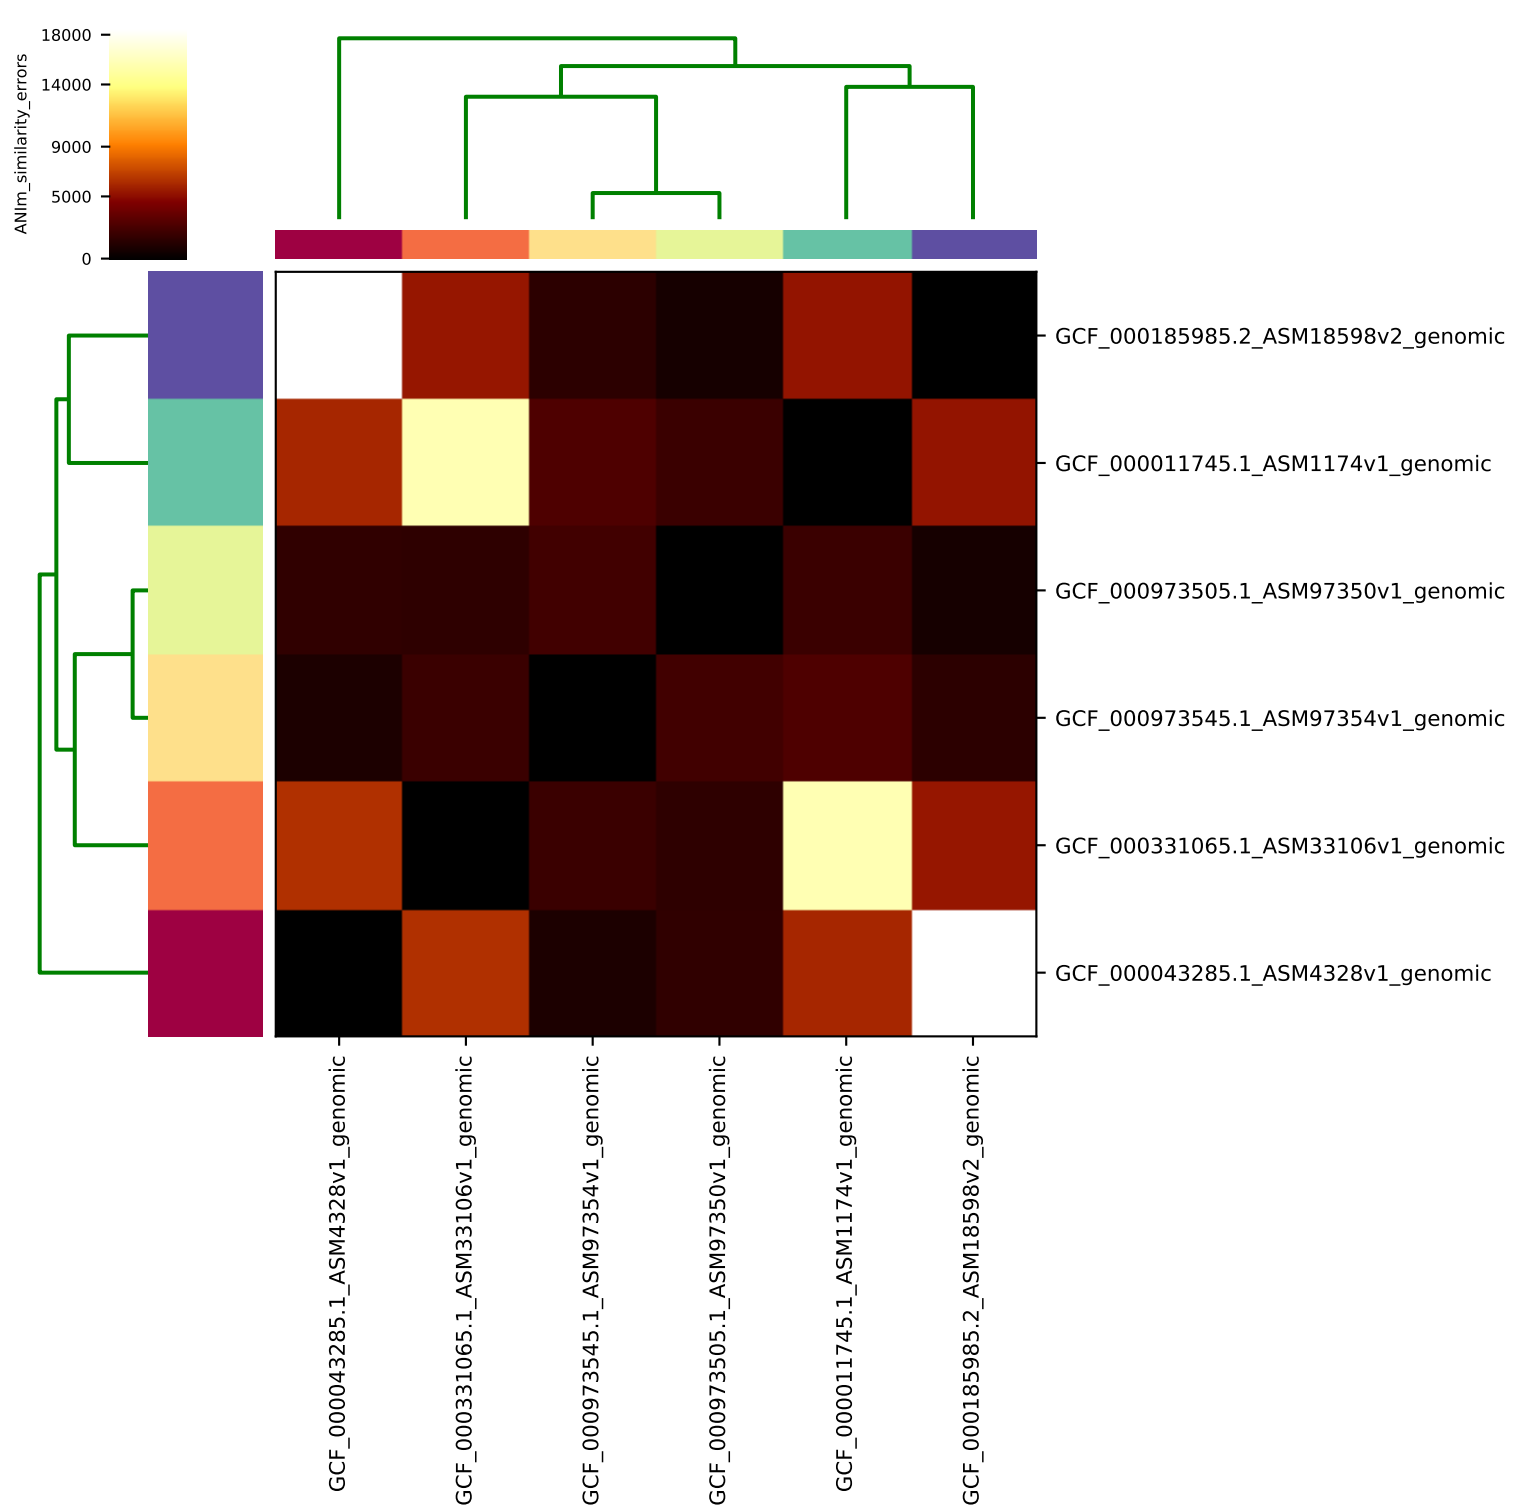 ANIm_similarity_errors
18000
14000
9000
5000
0
GCF_000185985.2_ASM18598v2_genomic
GCF_000011745.1_ASM1174v1_genomic
GCF_000973505.1_ASM97350v1_genomic
GCF_000973545.1_ASM97354v1_genomic
GCF_000331065.1_ASM33106v1_genomic
GCF_000043285.1_ASM4328v1_genomic
GCF_000043285.1_ASM4328v1_genomic
GCF_000331065.1_ASM33106v1_genomic
GCF_000973545.1_ASM97354v1_genomic
GCF_000973505.1_ASM97350v1_genomic
GCF_000011745.1_ASM1174v1_genomic
GCF_000185985.2_ASM18598v2_genomic